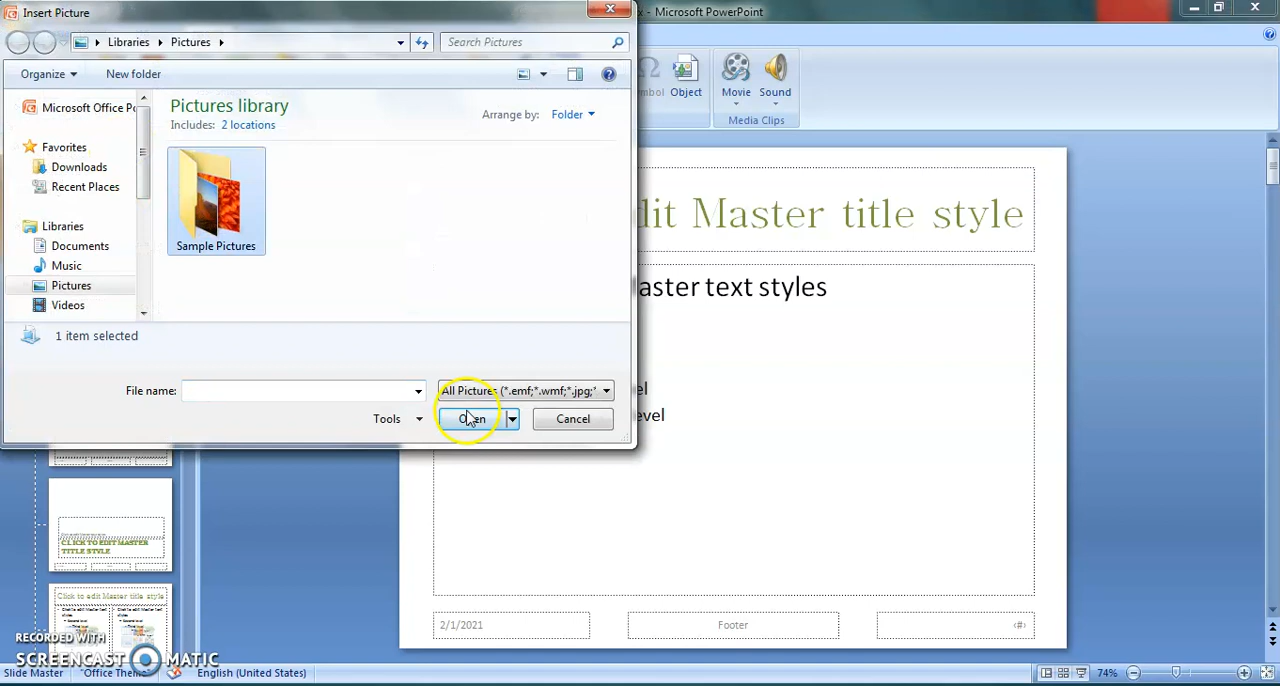 Insert Picture
x - Microsoft PowerPoint
Libraries Pictures
Search Pictures
Organize New folder
Microsoft Office Po
Favorites
Downloads
Recent Places
Libraries
Documents
Music
Pictures
Videos
Pictures library
Includes: 2 locations
Arrange by: Folder
Sample Pictures
1 item selected
File name:
All Pictures (*.emf;*.wmf;*.jpg;*
Tools
Open
Cancel
Object
Movie
Sound
Media Clips
dit Master title style
aster text styles
el
evel
2/1/2021
Footer
‹#›
CLICK TO EDIT MASTER
TITLE STYLE
Click to edit Master title style
RECORDED WITH
SCREENCAST MATIC
Slide Master
"Office Theme"
English (United States)
74%